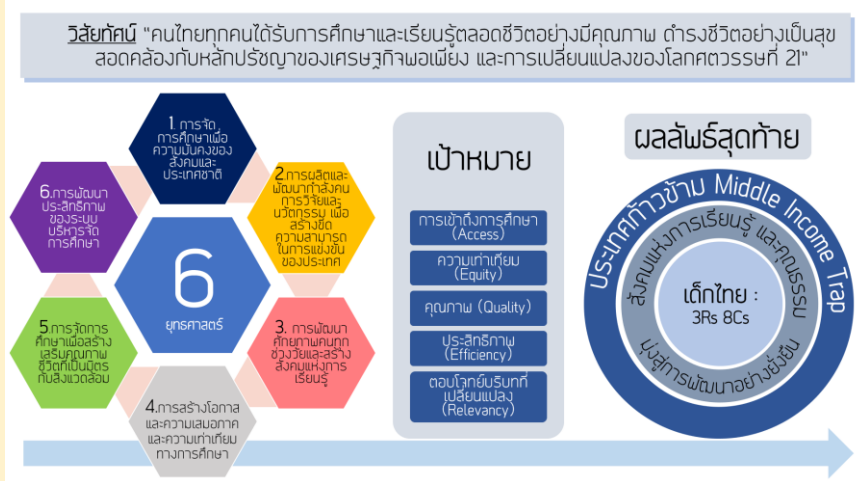 วิสัยทัศน์ "คนไทยทุกคนได้รับการศึกษาและเรียนรู้ตลอดชีวิตอย่างมีคุณภาพ ดำรงชีวิตอย่างเป็นสุข
สอดคล้องกับหลักปรัชญาของเศรษฐกิจพอเพียง และการเปลี่ยนแปลงของโลกศตวรรษที่ 21"
1. การจัด
การศึกษาเพื่อ
ความมั่นคงของ
สังคมและ
ประเทศชาติ
2.การผลิตและ
พัฒนากำลังคน
การวิจัยและ
นวัตกรรม เพื่อ
สร้างขีด
ความสามารถ
ในการแข่งขัน
ของประเทศ
3. การพัฒนา
ศักยภาพคนทุก
ช่วงวัยและสร้าง
สังคมแห่งการ
เรียนรู้
4.การสร้างโอกาส
และความเสมอภาค
และความเท่าเทียม
ทางการศึกษา
5.การจัดการ
ศึกษาเพื่อสร้าง
เสริมคุณภาพ
ชีวิตที่เป็นมิตร
กับสิ่งแวดล้อม
6.การพัฒนา
ประสิทธิภาพ
ของระบบ
บริหารจัด
การศึกษา
6
ยุทธศาสตร์
เป้าหมาย
การเข้าถึงการศึกษา
(Access)
ความเท่าเทียม
(Equity)
คุณภาพ (Quality)
ประสิทธิภาพ
(Efficiency)
ตอบโจทย์บริบทที่
เปลี่ยนแปลง
(Relevancy)
ผลลัพธ์สุดท้าย
ประเทศก้าวข้าม Middle Income Trap
สังคมแห่งการเรียนรู้ และคุณธรรม
มุ่งสู่การพัฒนาอย่างยั่งยืน
เด็กไทย :
3Rs 8Cs